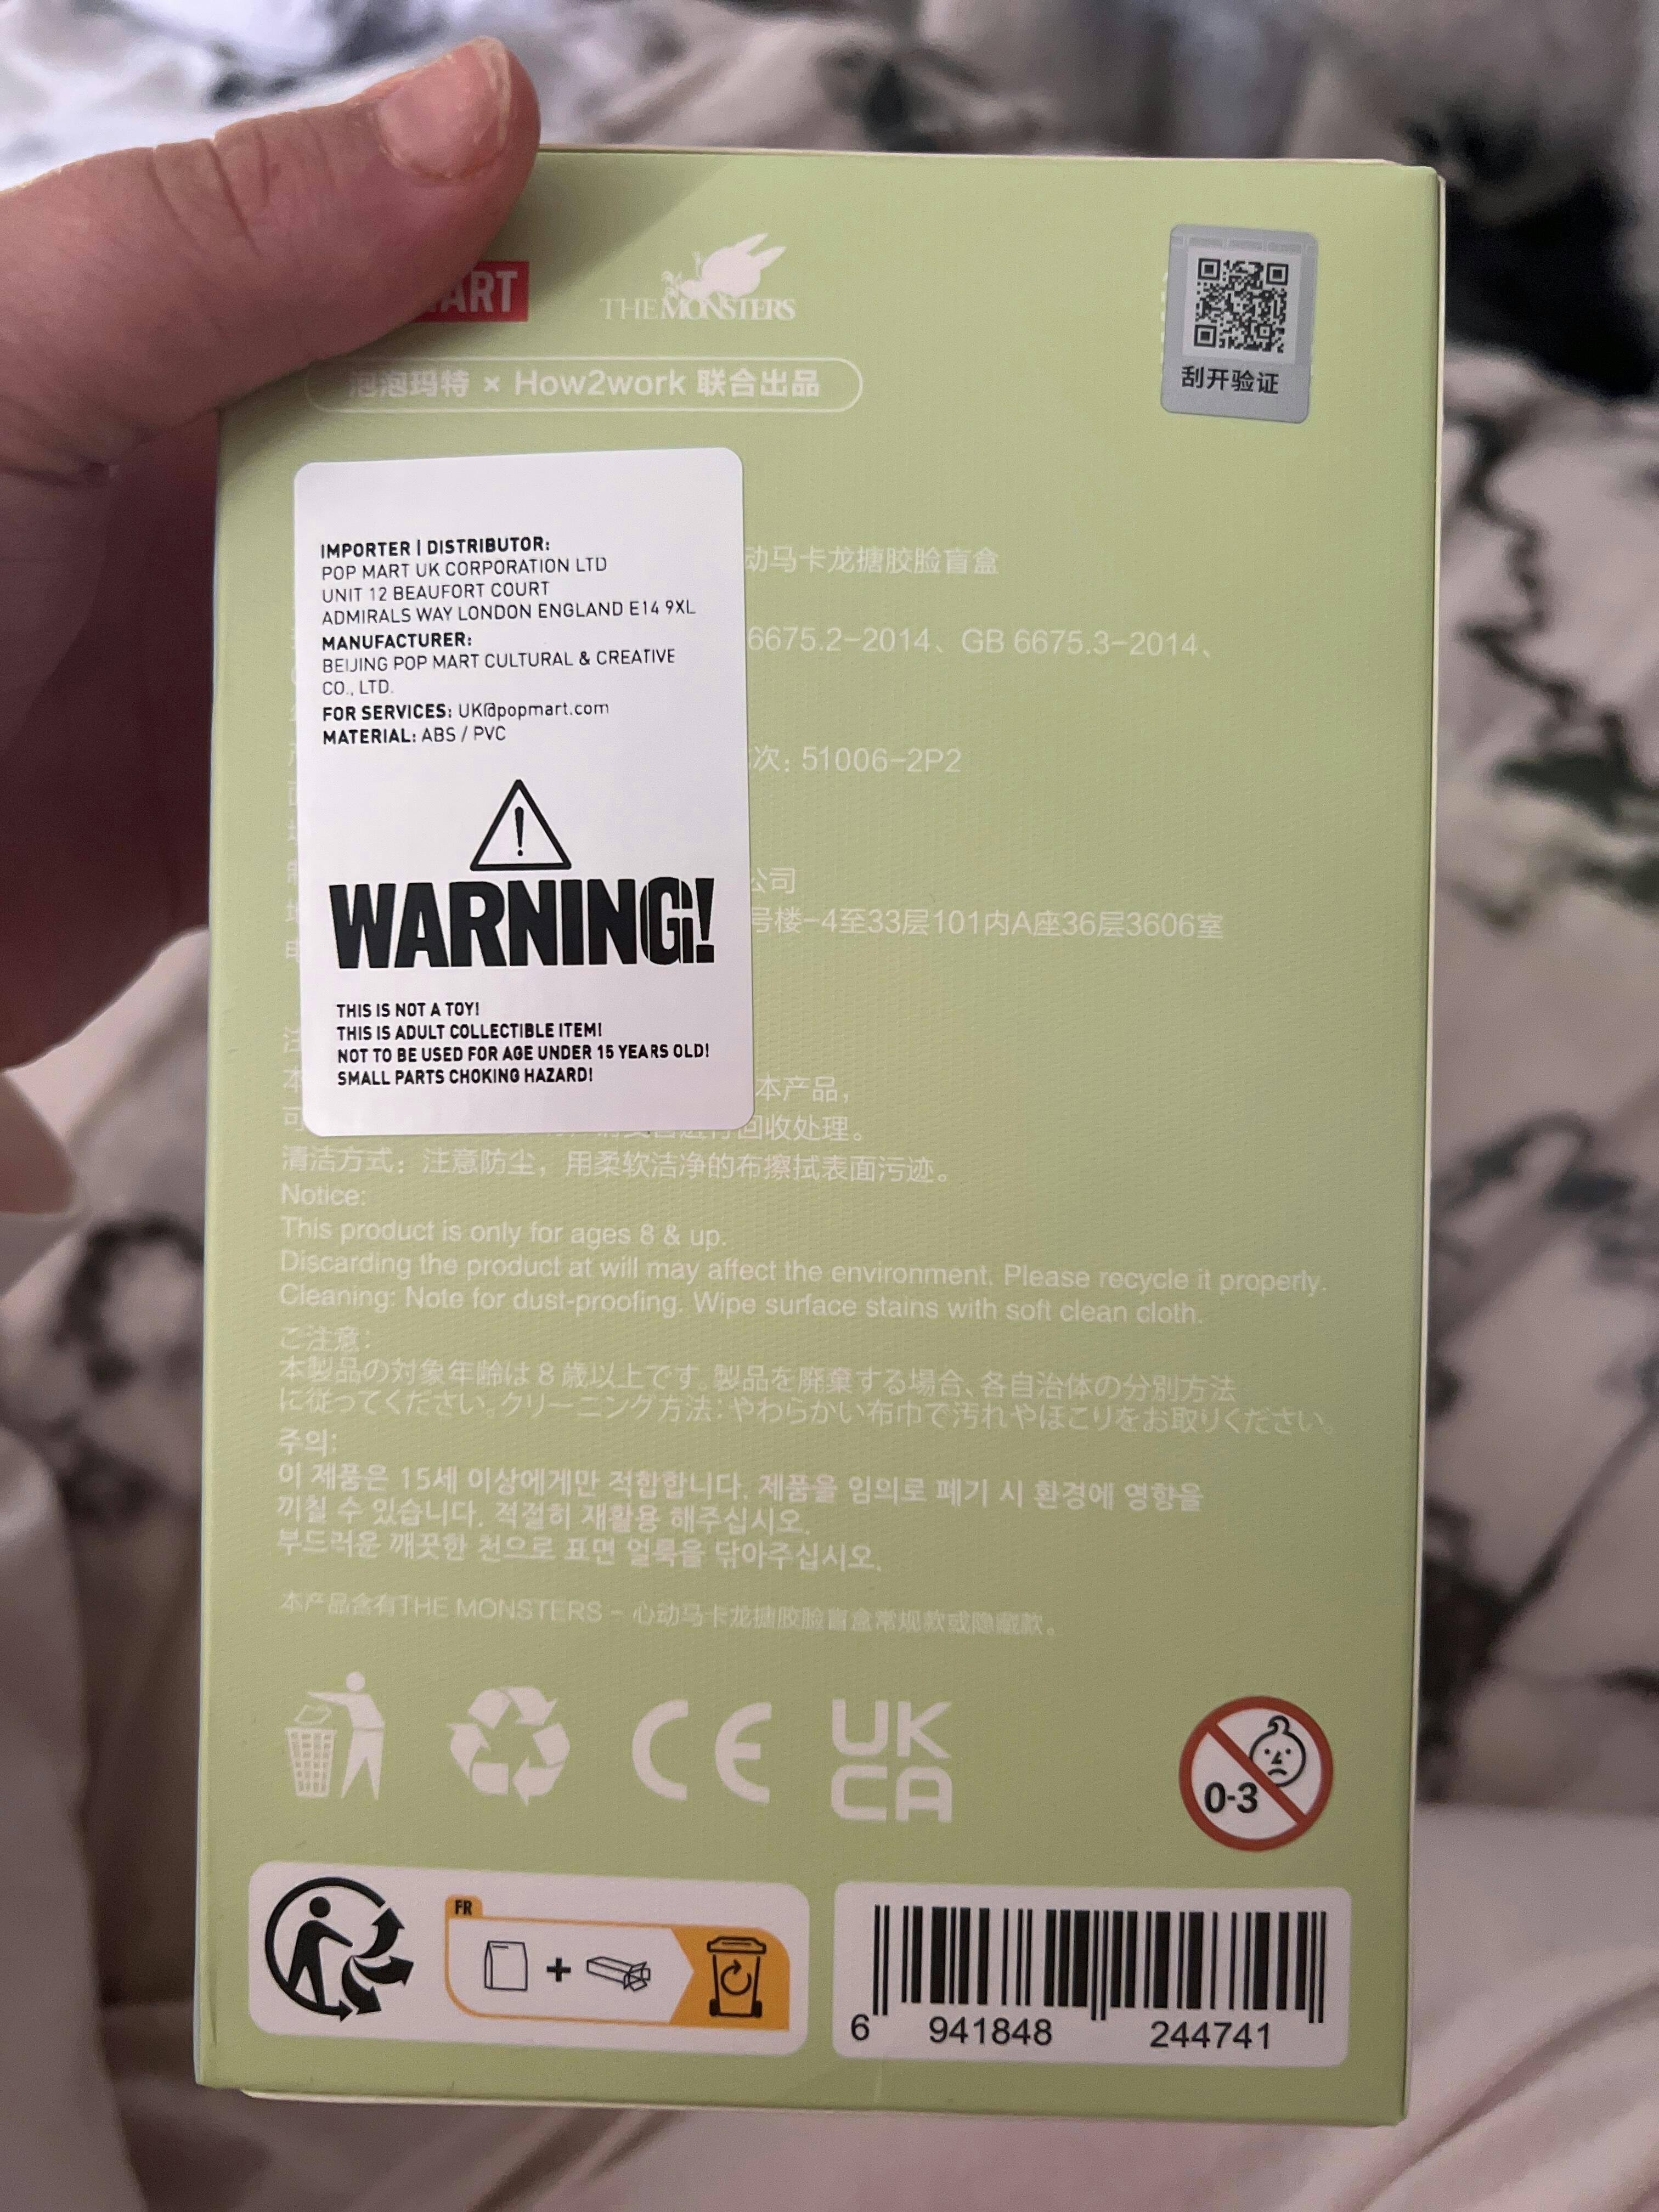 ART
THE MONSTERS
泡泡玛特 × How2work 联合出品
刮开验证
IMPORTER | DISTRIBUTOR:
POP MART UK CORPORATION LTD
UNIT 12 BEAUFORT COURT
ADMIRALS WAY LONDON ENGLAND E14 9XL
MANUFACTURER:
BEIJING POP MART CULTURAL & CREATIVE
CO., LTD.
FOR SERVICES: UK@popmart.com
MATERIAL: ABS / PVC
WARNING!
THIS IS NOT A TOY!
THIS IS ADULT COLLECTIBLE ITEM!
NOT TO BE USED FOR AGE UNDER 15 YEARS OLD!
SMALL PARTS CHOKING HAZARD!
动马卡龙搪胶脸盲盒
6675.2-2014、GB 6675.3-2014、
次: 51006-2P2
公司
号楼-4至33层101内A座36层3606室
本产品,
回收处理。
清洁方式: 注意防尘, 用柔软洁净的布擦拭表面污迹。
Notice:
This product is only for ages 8 & up.
Discarding the product at will may affect the environment. Please recycle it properly.
Cleaning: Note for dust-proofing. Wipe surface stains with soft clean cloth.
ご注意:
本製品の対象年齢は8歳以上です。製品を廃棄する場合、各自治体の分別方法
に従ってください。クリーニング方法:やわらかい布巾で汚れやほこりをお取りください。
주의:
이 제품은 15세 이상에게만 적합합니다. 제품을 임의로 폐기 시 환경에 영향을
끼칠 수 있습니다. 적절히 재활용 해주십시오.
부드러운 깨끗한 천으로 표면 얼룩을 닦아주십시오.
本产品含有THE MONSTERS - 心动马卡龙搪胶脸盲盒常规款或隐藏款。
CE
UK
CA
0-3
FR
6 941848 244741